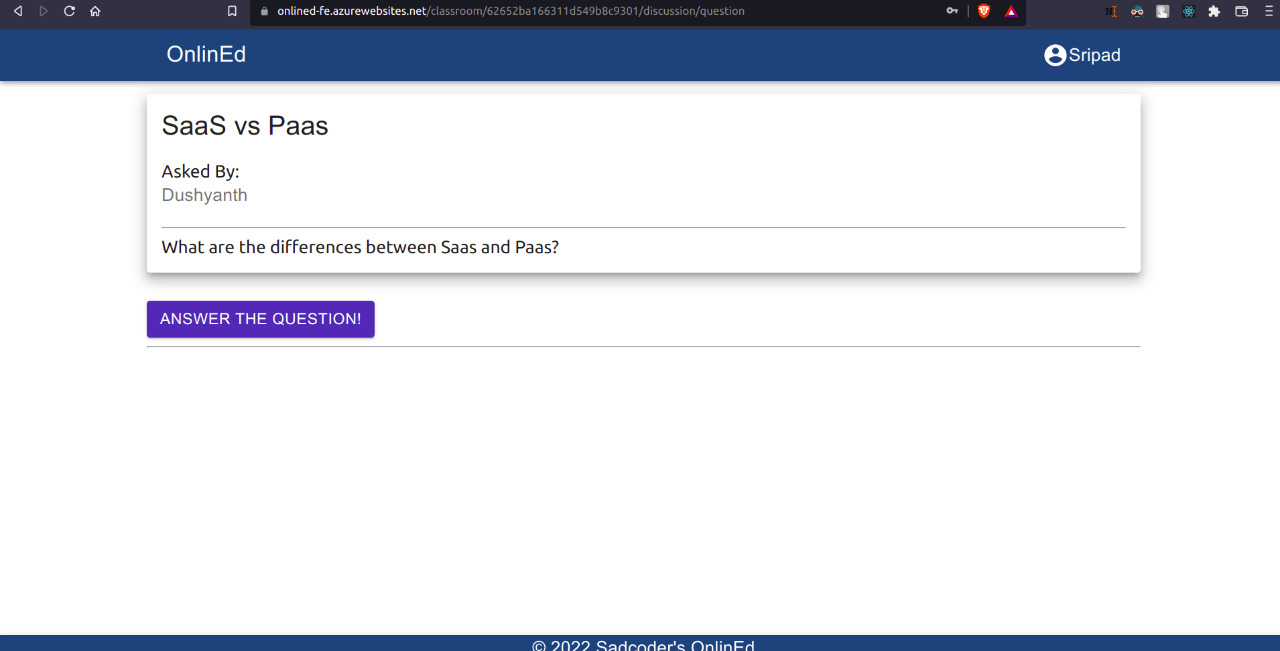 onlined-fe.azurewebsites.net/classroom/62652ba166311d549b8c9301/discussion/question
OnlinEd
Sripad
SaaS vs Paas
Asked By:
Dushyanth
What are the differences between Saas and Paas?
ANSWER THE QUESTION!
© 2022 Sadcoder's OnlinEd